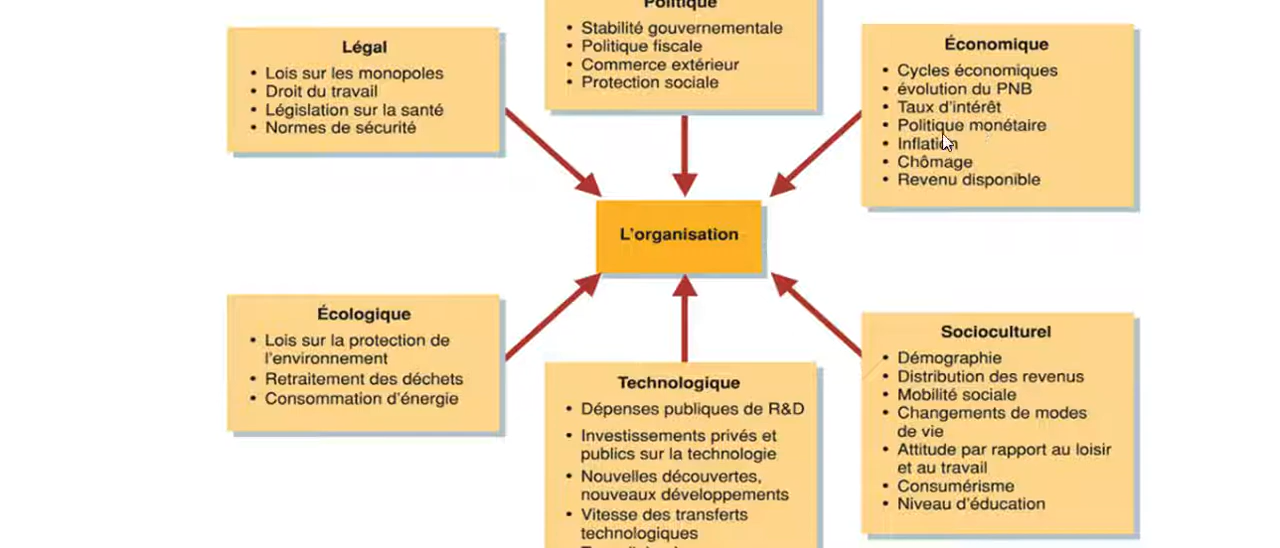 Politique
• Stabilité gouvernementale
• Politique fiscale
• Commerce extérieur
• Protection sociale
Légal
• Lois sur les monopoles
• Droit du travail
• Législation sur la santé
• Normes de sécurité
Économique
• Cycles économiques
• évolution du PNB
• Taux d'intérêt
• Politique monétaire
• Inflation
• Chômage
• Revenu disponible
L'organisation
Écologique
• Lois sur la protection de
l'environnement
• Retraitement des déchets
• Consommation d'énergie
Technologique
• Dépenses publiques de R&D
• Investissements privés et
publics sur la technologie
• Nouvelles découvertes,
nouveaux développements
• Vitesse des transferts
technologiques
Socioculturel
• Démographie
• Distribution des revenus
• Mobilité sociale
• Changements de modes
de vie
• Attitude par rapport au loisir
et au travail
• Consumérisme
• Niveau d'éducation